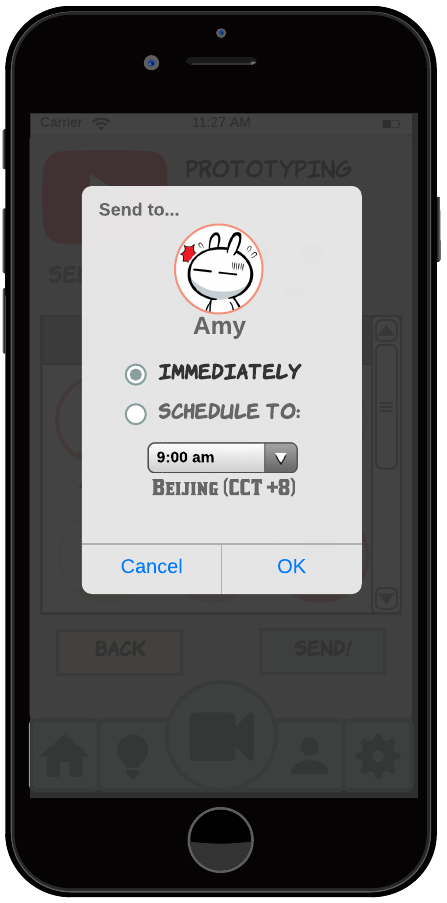 Carrier 11:27 AM
PROTOTYPING
Send to...
Amy
IMMEDIATELY
SCHEDULE TO:
9:00 am
BEIJING (CCT +8)
Cancel OK
BACK SEND!